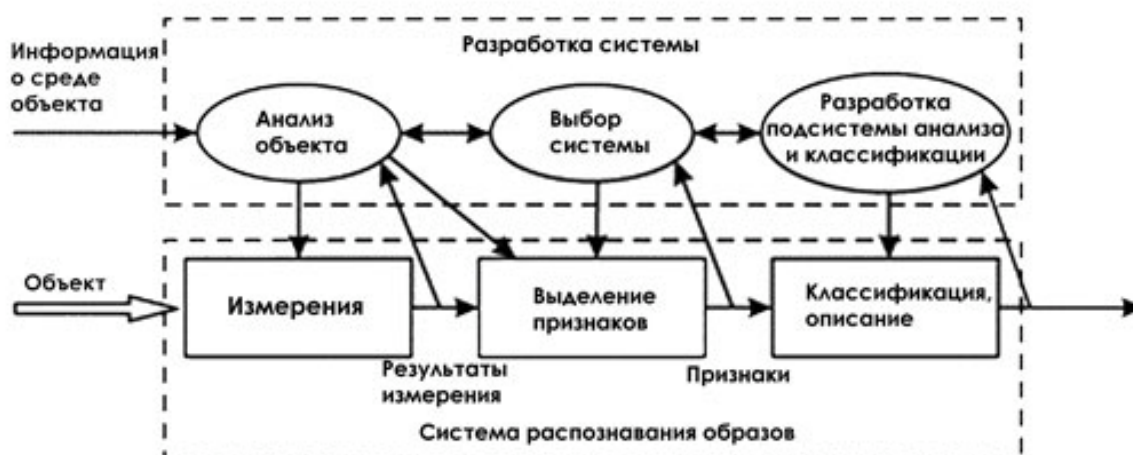 Разработка системы
Информация
о среде
объекта
Анализ
объекта
Выбор
системы
Разработка
подсистемы анализа
и классификации
Объект
Измерения
Выделение
признаков
Классификация,
описание
Результаты
измерения
Признаки
Система распознавания образов